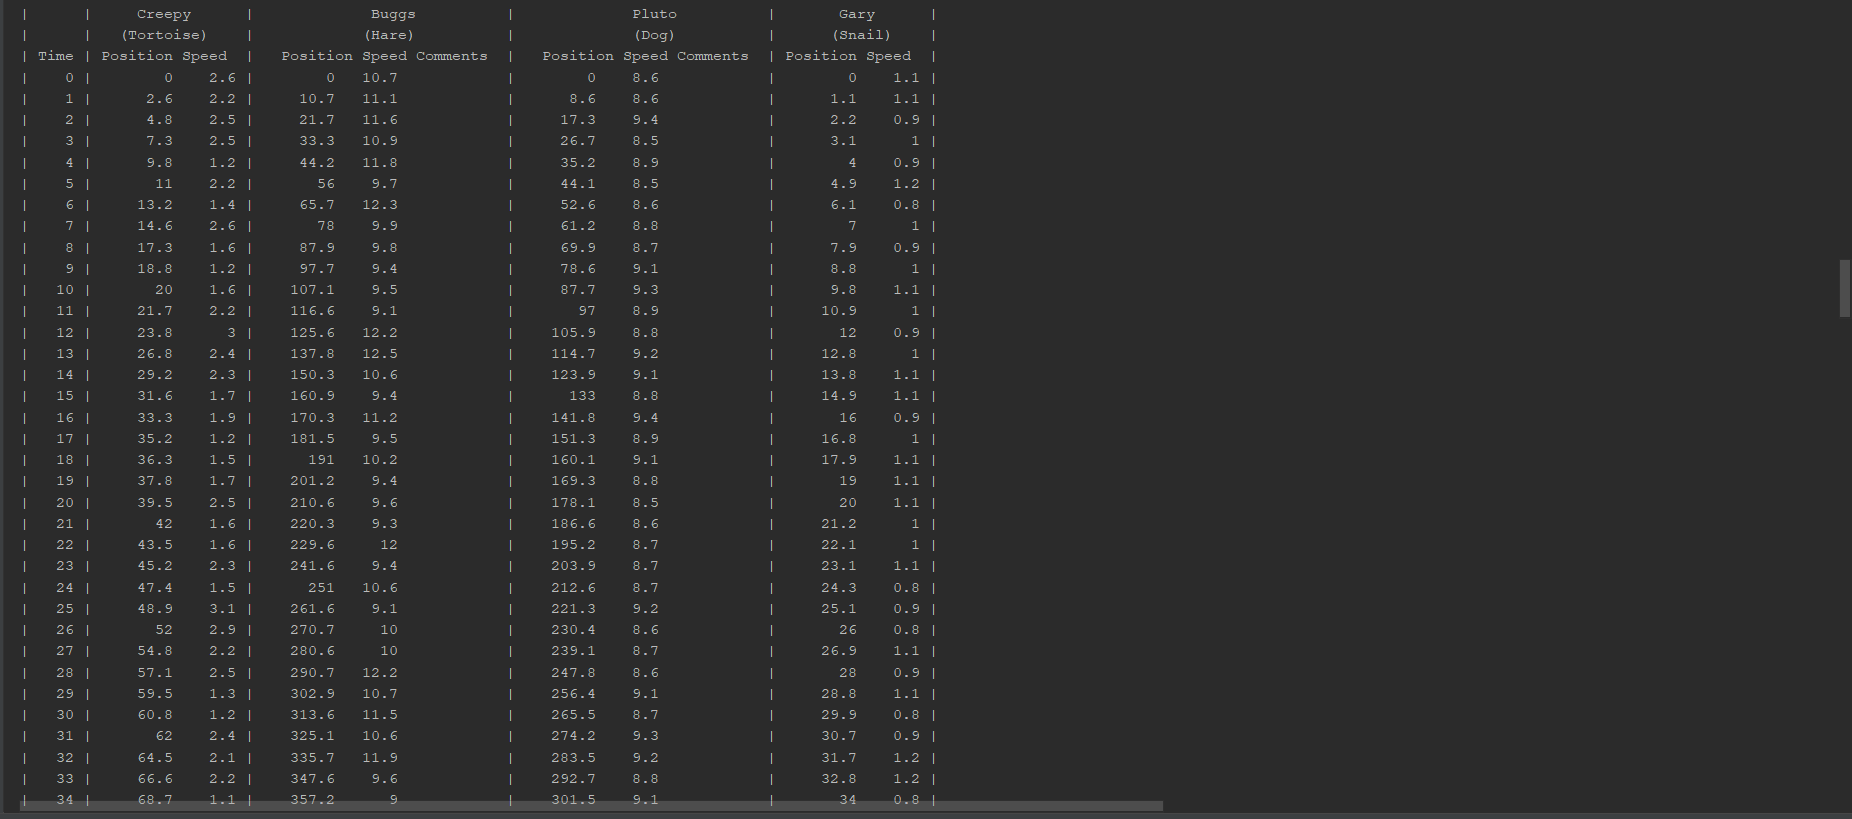 |      |     Creepy      |             Buggs             |             Pluto             |      Gary       |
|      |   (Tortoise)    |            (Hare)             |             (Dog)             |     (Snail)     |
| Time | Position Speed  |   Position Speed Comments     |   Position Speed Comments     | Position Speed  |
|    0 |        0    2.6 |        0   10.7               |        0    8.6               |        0    1.1 |
|    1 |      2.6    2.2 |     10.7   11.1               |      8.6    8.6               |      1.1    1.1 |
|    2 |      4.8    2.5 |     21.7   11.6               |     17.3    9.4               |      2.2    0.9 |
|    3 |      7.3    2.5 |     33.3   10.9               |     26.7    8.5               |      3.1      1 |
|    4 |      9.8    1.2 |     44.2   11.8               |     35.2    8.9               |        4    0.9 |
|    5 |       11    2.2 |       56    9.7               |     44.1    8.5               |      4.9    1.2 |
|    6 |     13.2    1.4 |     65.7   12.3               |     52.6    8.6               |      6.1    0.8 |
|    7 |     14.6    2.6 |       78    9.9               |     61.2    8.8               |        7      1 |
|    8 |     17.3    1.6 |     87.9    9.8               |     69.9    8.7               |      7.9    0.9 |
|    9 |     18.8    1.2 |     97.7    9.4               |     78.6    9.1               |      8.8      1 |
|   10 |       20    1.6 |    107.1    9.5               |     87.7    9.3               |      9.8    1.1 |
|   11 |     21.7    2.2 |    116.6    9.1               |       97    8.9               |     10.9      1 |
|   12 |     23.8      3 |    125.6   12.2               |    105.9    8.8               |       12    0.9 |
|   13 |     26.8    2.4 |    137.8   12.5               |    114.7    9.2               |     12.8      1 |
|   14 |     29.2    2.3 |    150.3   10.6               |    123.9    9.1               |     13.8    1.1 |
|   15 |     31.6    1.7 |    160.9    9.4               |      133    8.8               |     14.9    1.1 |
|   16 |     33.3    1.9 |    170.3   11.2               |    141.8    9.4               |       16    0.9 |
|   17 |     35.2    1.2 |    181.5    9.5               |    151.3    8.9               |     16.8      1 |
|   18 |     36.3    1.5 |      191   10.2               |    160.1    9.1               |     17.9    1.1 |
|   19 |     37.8    1.7 |    201.2    9.4               |    169.3    8.8               |       19    1.1 |
|   20 |     39.5    2.5 |    210.6    9.6               |    178.1    8.5               |       20    1.1 |
|   21 |       42    1.6 |    220.3    9.3               |    186.6    8.6               |     21.2      1 |
|   22 |     43.5    1.6 |    229.6     12               |    195.2    8.7               |     22.1      1 |
|   23 |     45.2    2.3 |    241.6    9.4               |    203.9    8.7               |     23.1    1.1 |
|   24 |     47.4    1.5 |      251   10.6               |    212.6    8.7               |     24.3    0.8 |
|   25 |     48.9    3.1 |    261.6    9.1               |    221.3    9.2               |     25.1    0.9 |
|   26 |       52    2.9 |    270.7     10               |    230.4    8.6               |       26    0.8 |
|   27 |     54.8    2.2 |    280.6     10               |    239.1    8.7               |     26.9    1.1 |
|   28 |     57.1    2.5 |    290.7   12.2               |    247.8    8.6               |       28    0.9 |
|   29 |     59.5    1.3 |    302.9   10.7               |    256.4    9.1               |     28.8    1.1 |
|   30 |     60.8    1.2 |    313.6   11.5               |    265.5    8.7               |     29.9    0.8 |
|   31 |       62    2.4 |    325.1   10.6               |    274.2    9.3               |     30.7    0.9 |
|   32 |     64.5    2.1 |    335.7   11.9               |    283.5    9.2               |     31.7    1.2 |
|   33 |     66.6    2.2 |    347.6    9.6               |    292.7    8.8               |     32.8    1.2 |
|   34 |     68.7    1.1 |    357.2      9               |    301.5    9.1               |       34    0.8 |